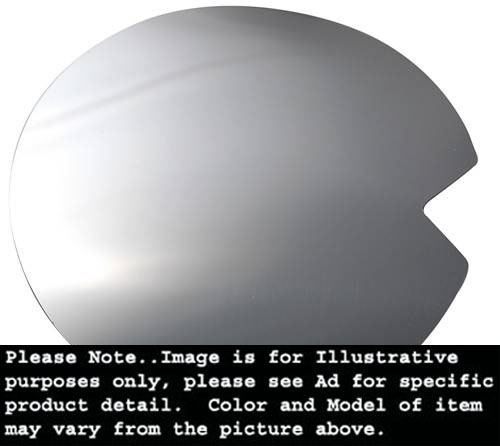 Please Note..Image is for Illustrative
purposes only, please see Ad for specific
product detail.  Color and Model of item
may vary from the picture above.